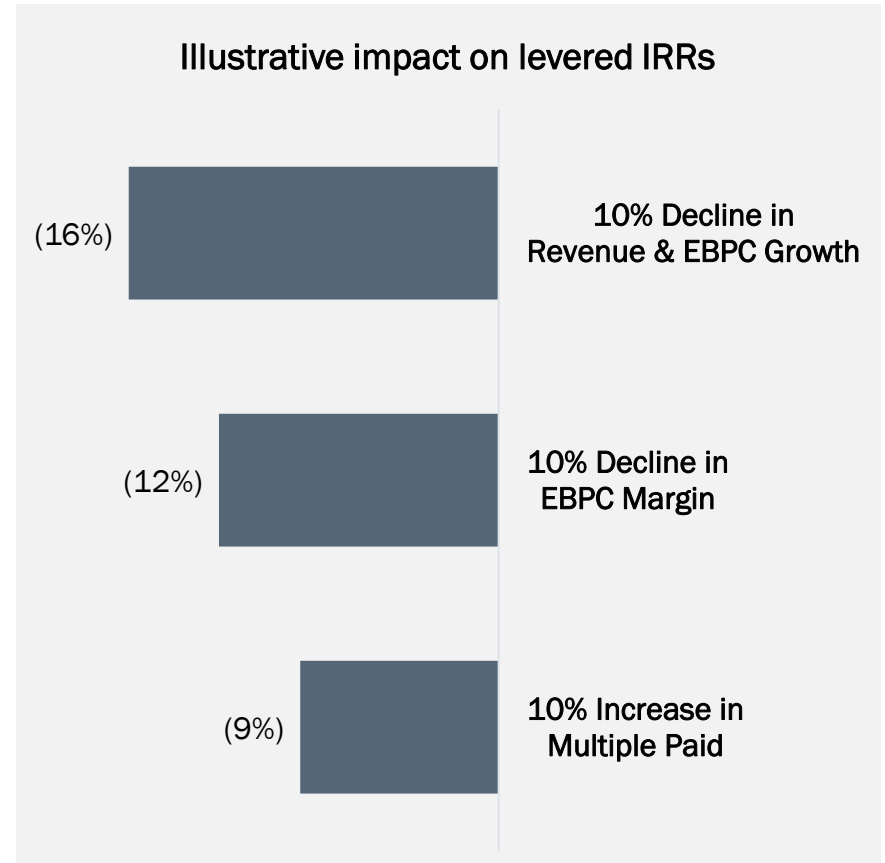 Illustrative impact on levered IRRs
(16%)
10% Decline in
Revenue & EBPC Growth
(12%)
10% Decline in
EBPC Margin
(9%)
10% Increase in
Multiple Paid